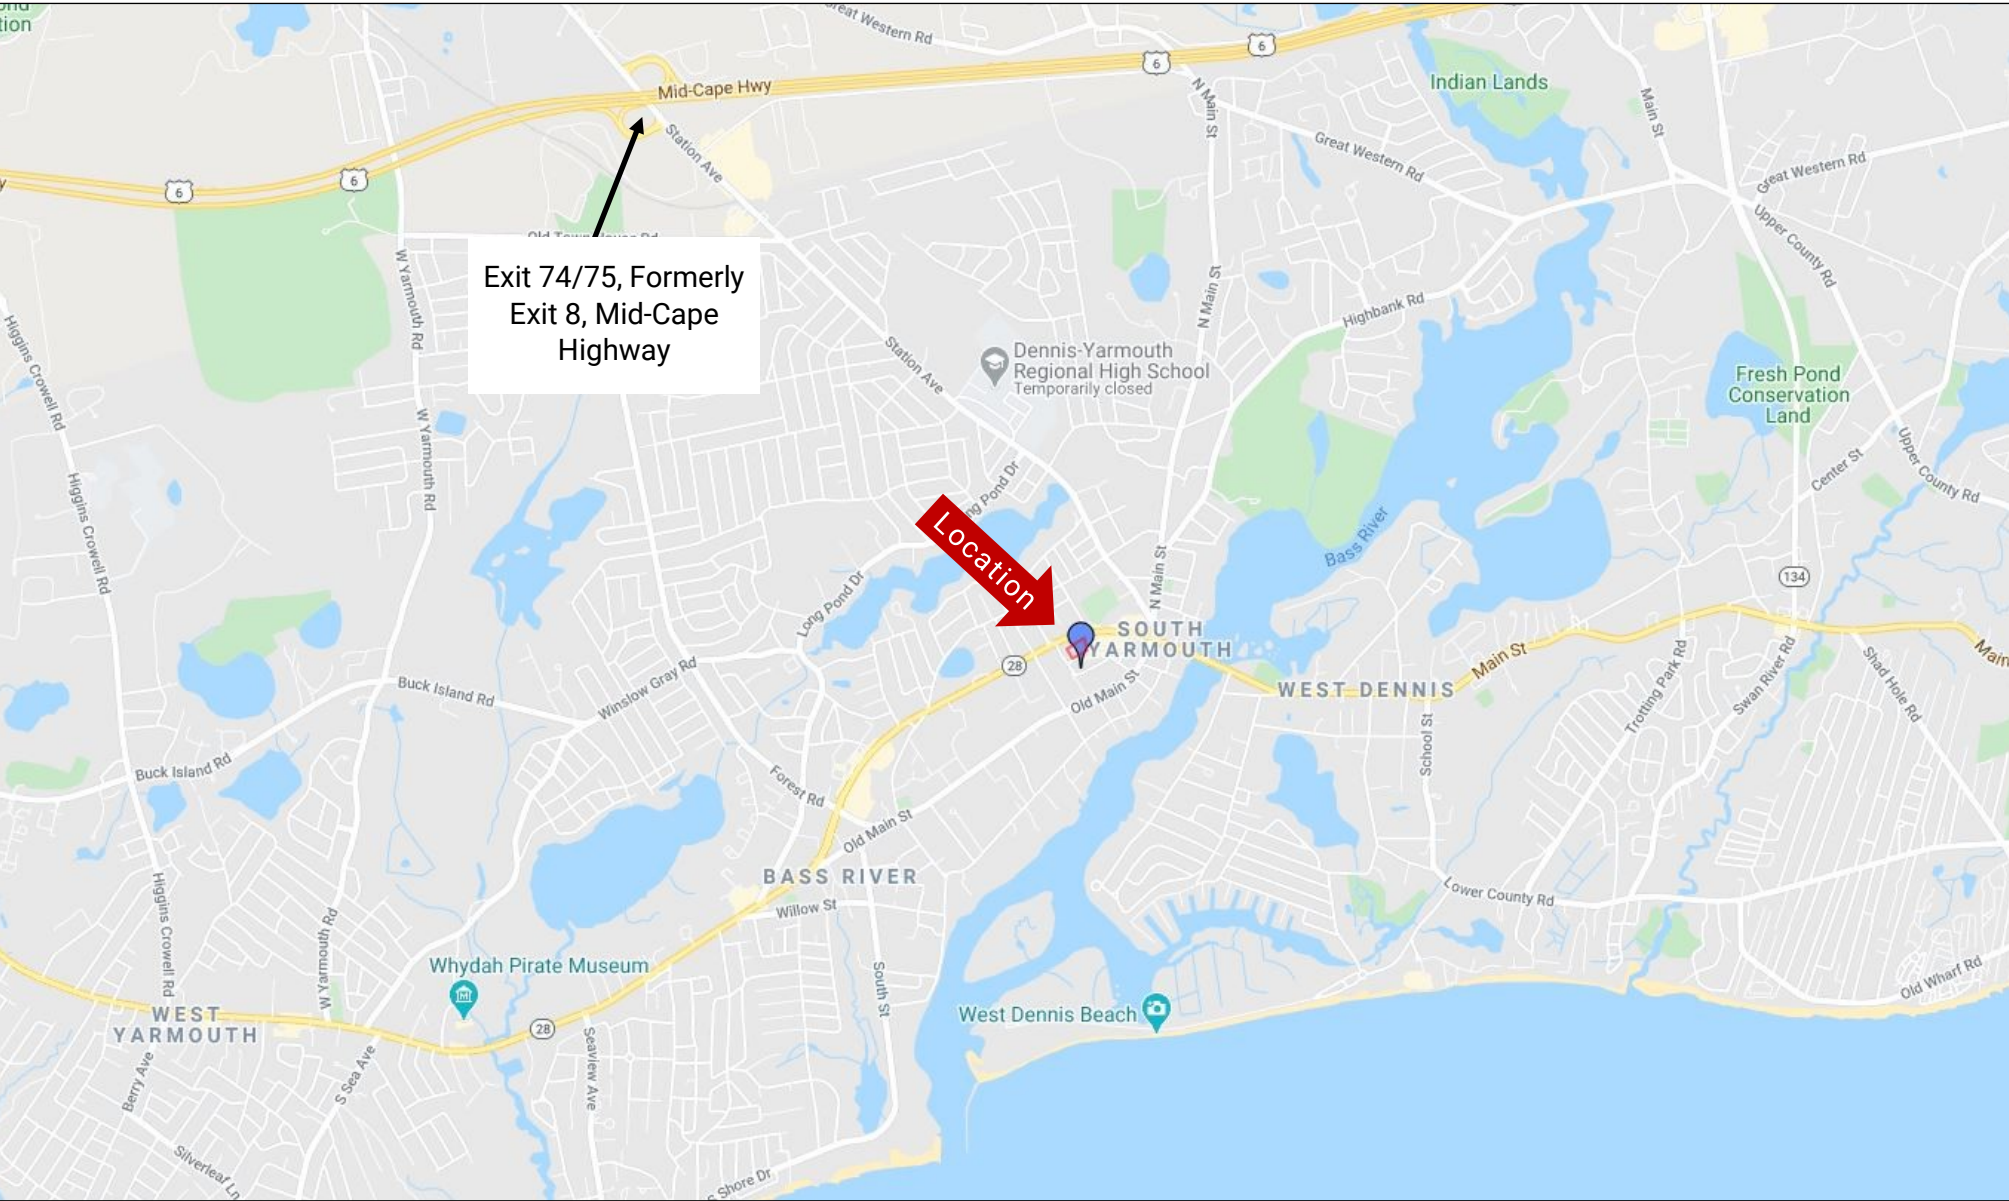 tion
Great Western Rd
6
6
Mid-Cape Hwy
Indian Lands
N Main St
Main St
Station Ave
Great Western Rd
Great Western Rd
6
6
Upper County Rd
W Yarmouth Rd
Exit 74/75, Formerly
Exit 8, Mid-Cape
Highway
N Main St
Highbank Rd
Higgins Crowell Rd
Station Ave
Dennis-Yarmouth
Regional High School
Temporarily closed
Fresh Pond
Conservation
Land
W Yarmouth Rd
Upper County Rd
Center St
Higgins Crowell Rd
ng Pond Dr
Location
Bass River
N Main St
134
Long Pond Dr
SOUTH
YARMOUTH
28
Main St
Main
Winslow Gray Rd
Buck Island Rd
Old Main St
WEST DENNIS
Trotting Park Rd
Swan River Rd
Shad Hole Rd
School St
Buck Island Rd
Forest Rd
Old Main St
BASS RIVER
Willow St
Lower County Rd
Higgins Crowell Rd
W Yarmouth Rd
Whydah Pirate Museum
South St
Old Wharf Rd
West Dennis Beach
WEST
YARMOUTH
28
Seaview Ave
S Sea Ave
Berry Ave
Silverleaf Ln
S Shore Dr